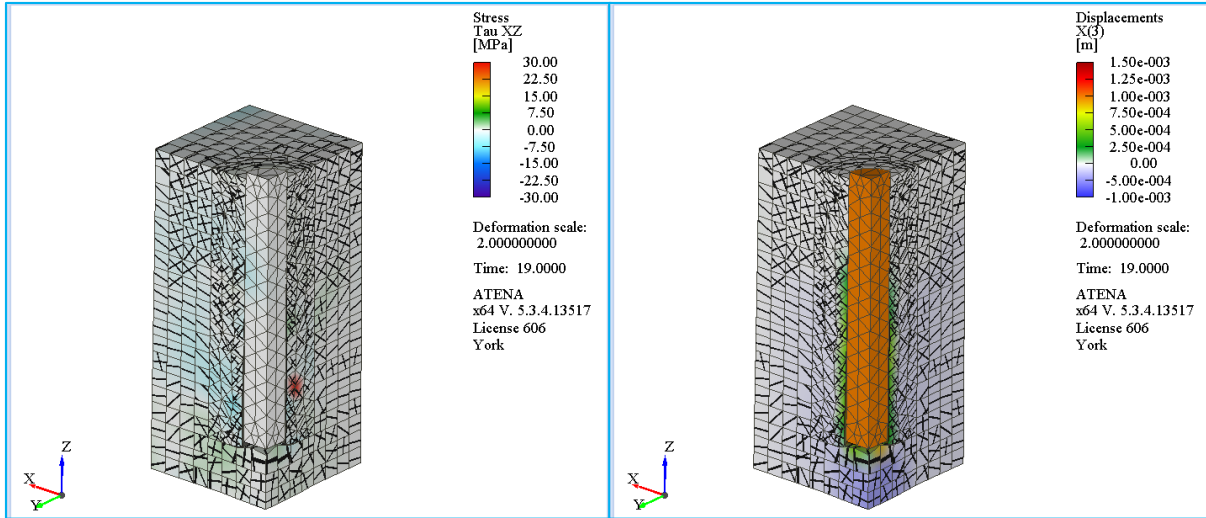 Stress
Tau XZ
[MPa]
30.00
22.50
15.00
7.50
0.00
-7.50
-15.00
-22.50
-30.00
Deformation scale:
2.000000000
Time: 19.0000
ATENA
x64 V. 5.3.4.13517
License 606
York
Z
X
Y
Displacements
X(3)
[m]
1.50e-003
1.25e-003
1.00e-003
7.50e-004
5.00e-004
2.50e-004
0.00
-5.00e-004
-1.00e-003
Deformation scale:
2.000000000
Time: 19.0000
ATENA
x64 V. 5.3.4.13517
License 606
York
Z
X
Y